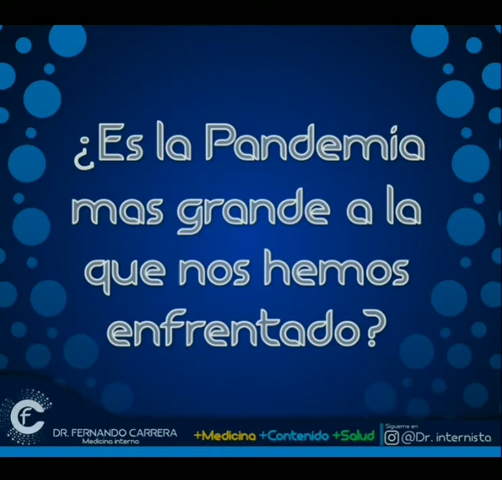 ¿Es la Pandemia
mas grande a la
que nos hemos
enfrentado?
DR. FERNANDO CARRERA
Medicina interna
+Medicina +Contenido +Salud
Sigueme en
@Dr. internista